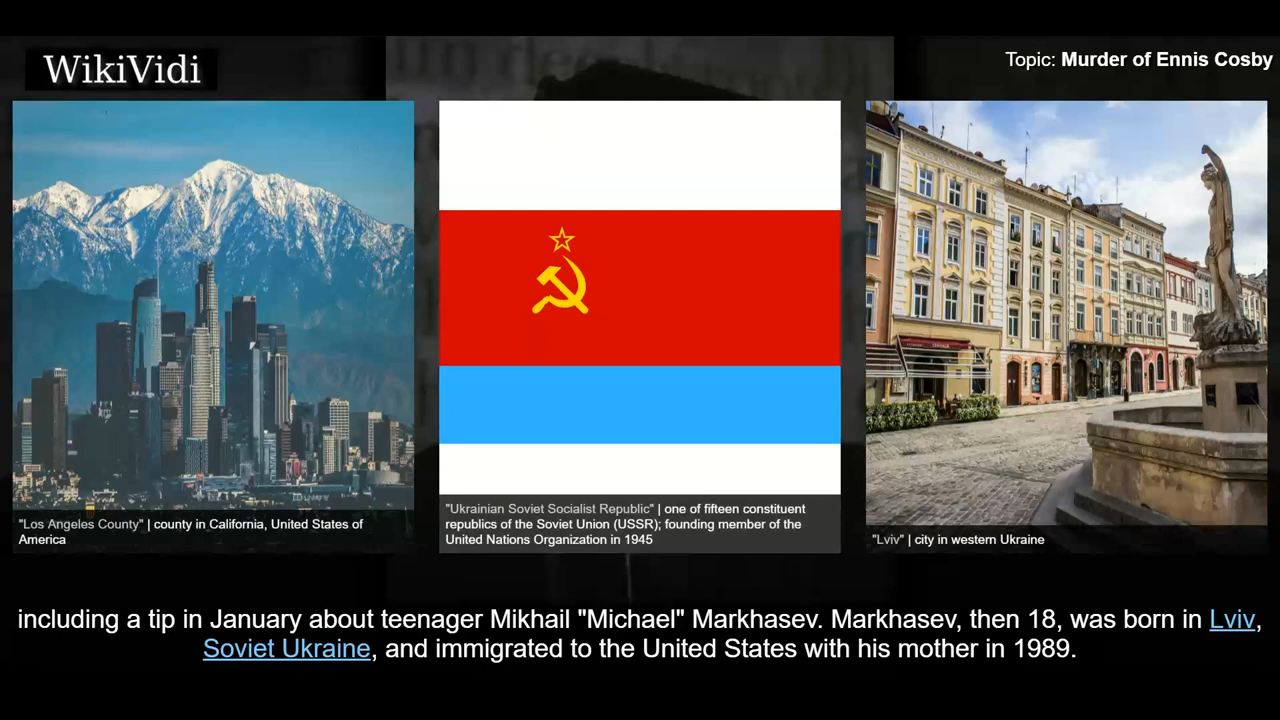 WikiVidi
Topic: Murder of Ennis Cosby
"Los Angeles County" | county in California, United States of
America
"Ukrainian Soviet Socialist Republic" | one of fifteen constituent
republics of the Soviet Union (USSR); founding member of the
United Nations Organization in 1945
"Lviv" | city in western Ukraine
including a tip in January about teenager Mikhail "Michael" Markhasev. Markhasev, then 18, was born in Lviv,
Soviet Ukraine, and immigrated to the United States with his mother in 1989.